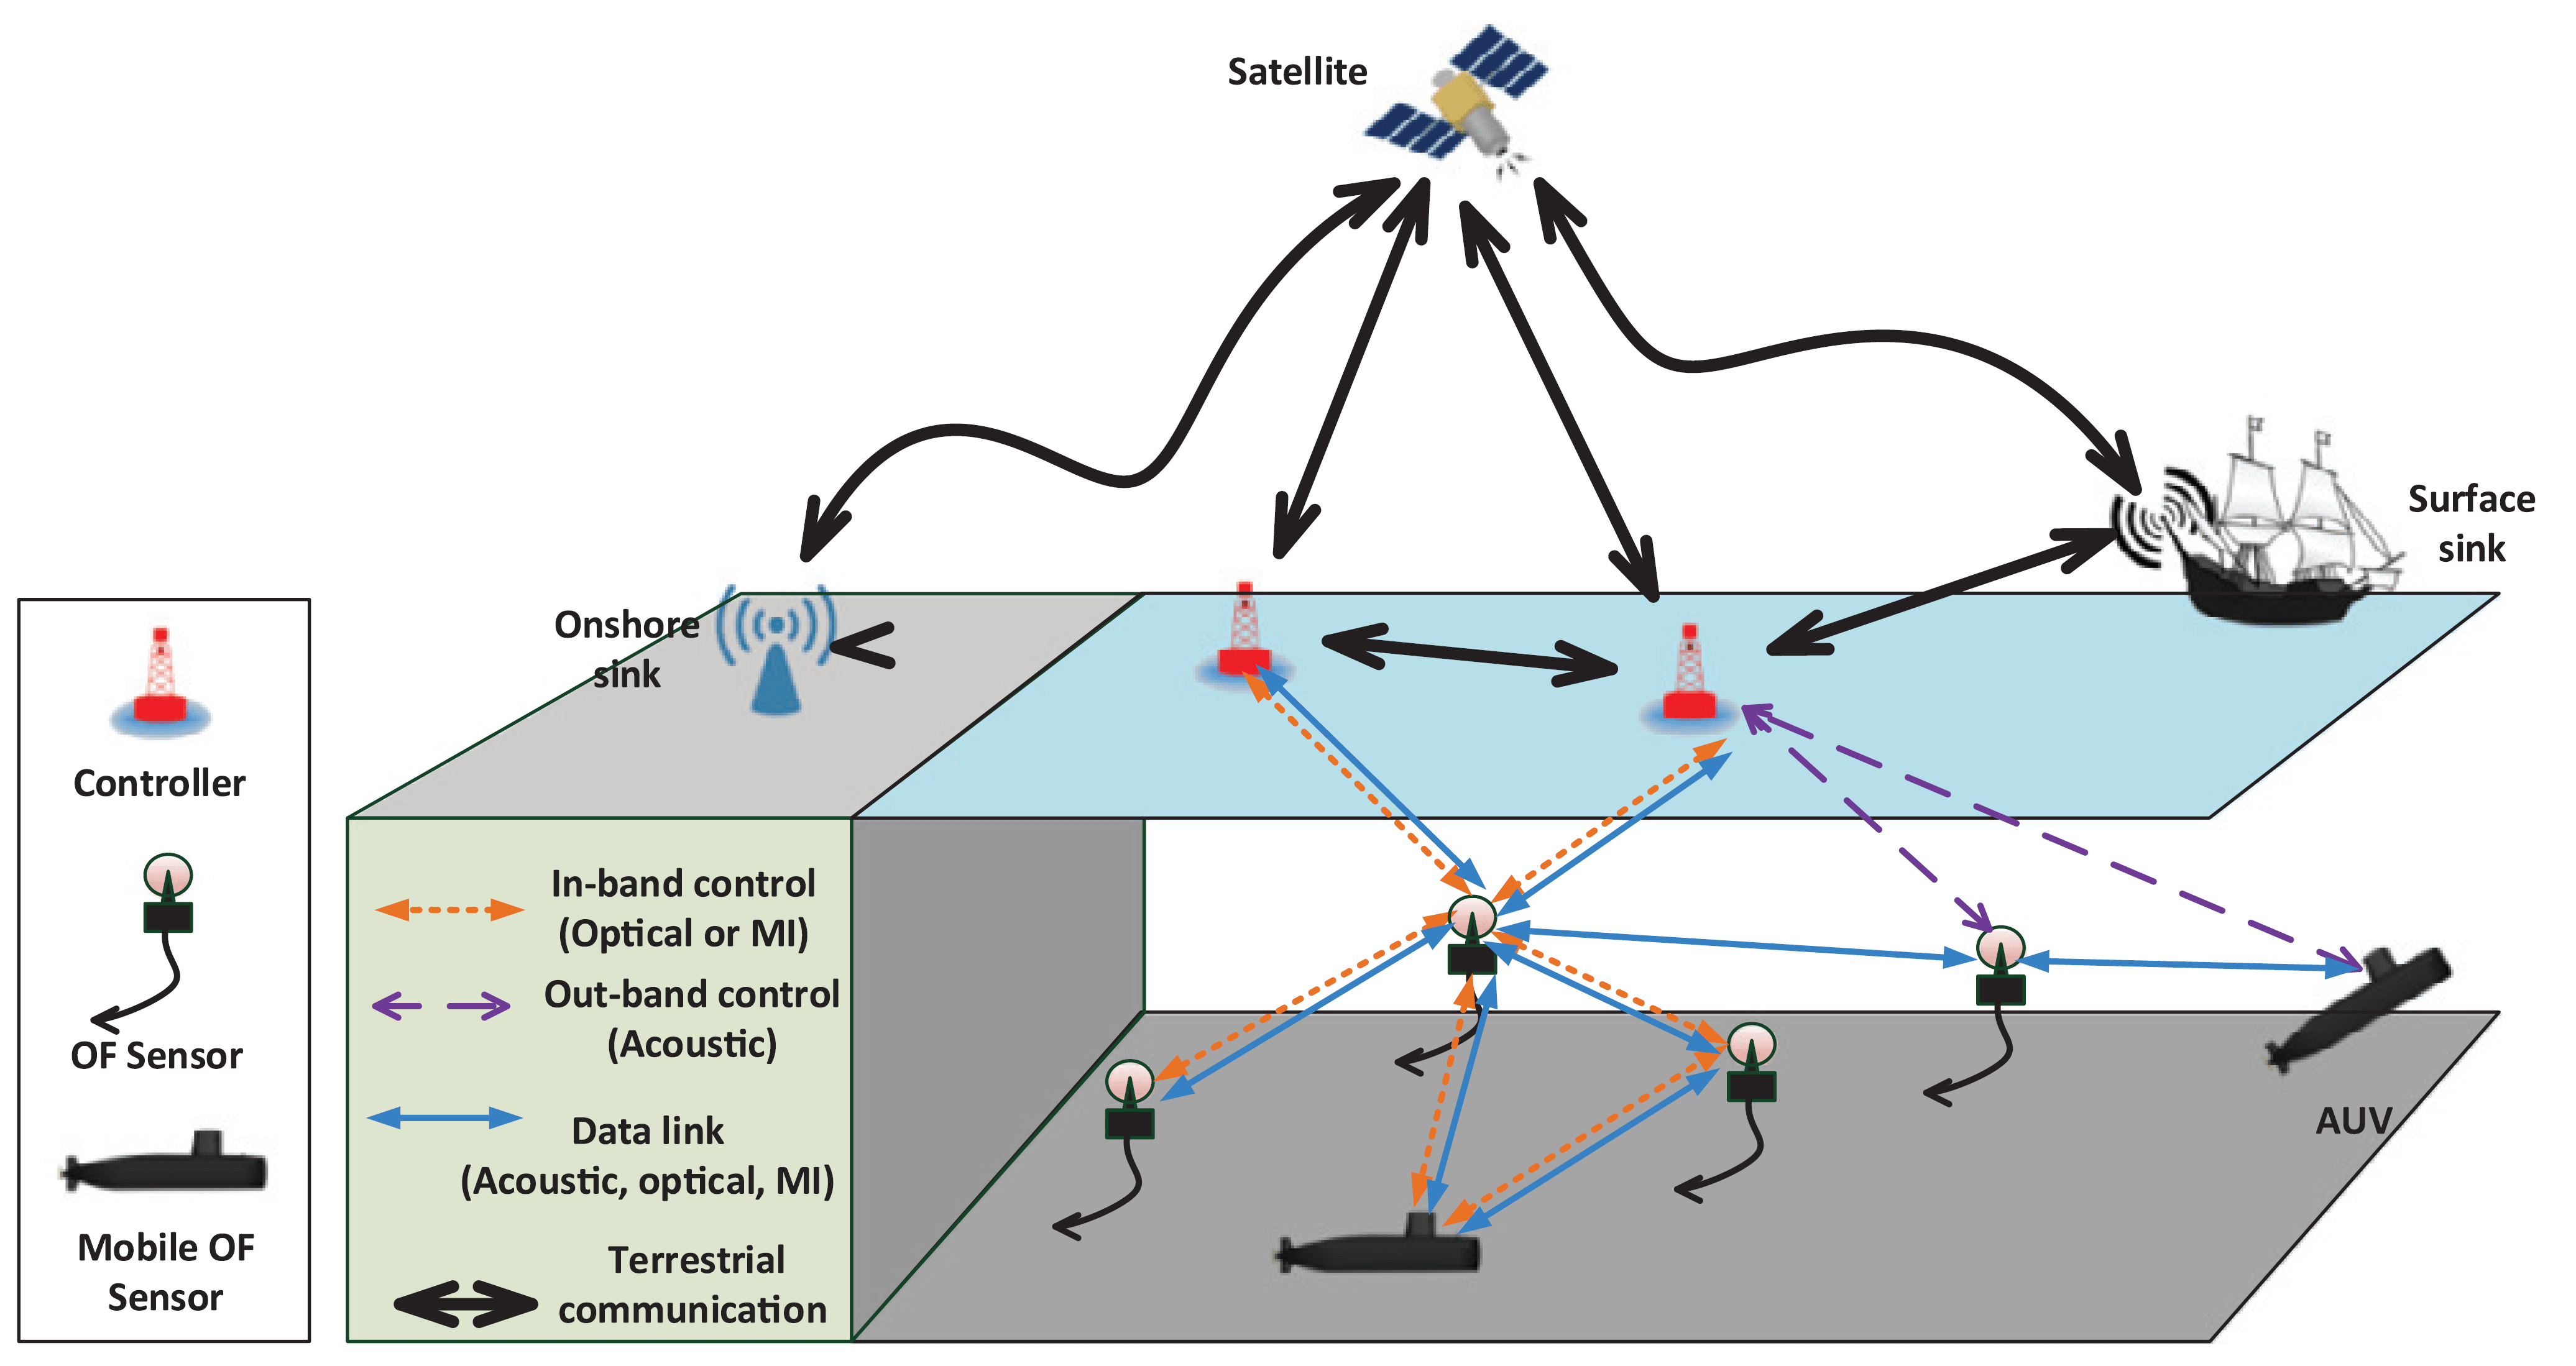 Satellite
Surface
sink
Onshore
sink
Controller
OF Sensor
Mobile OF
Sensor
In-band control
(Optical or MI)
Out-band control
(Acoustic)
Data link
(Acoustic, optical, MI)
Terrestrial
communication
AUV